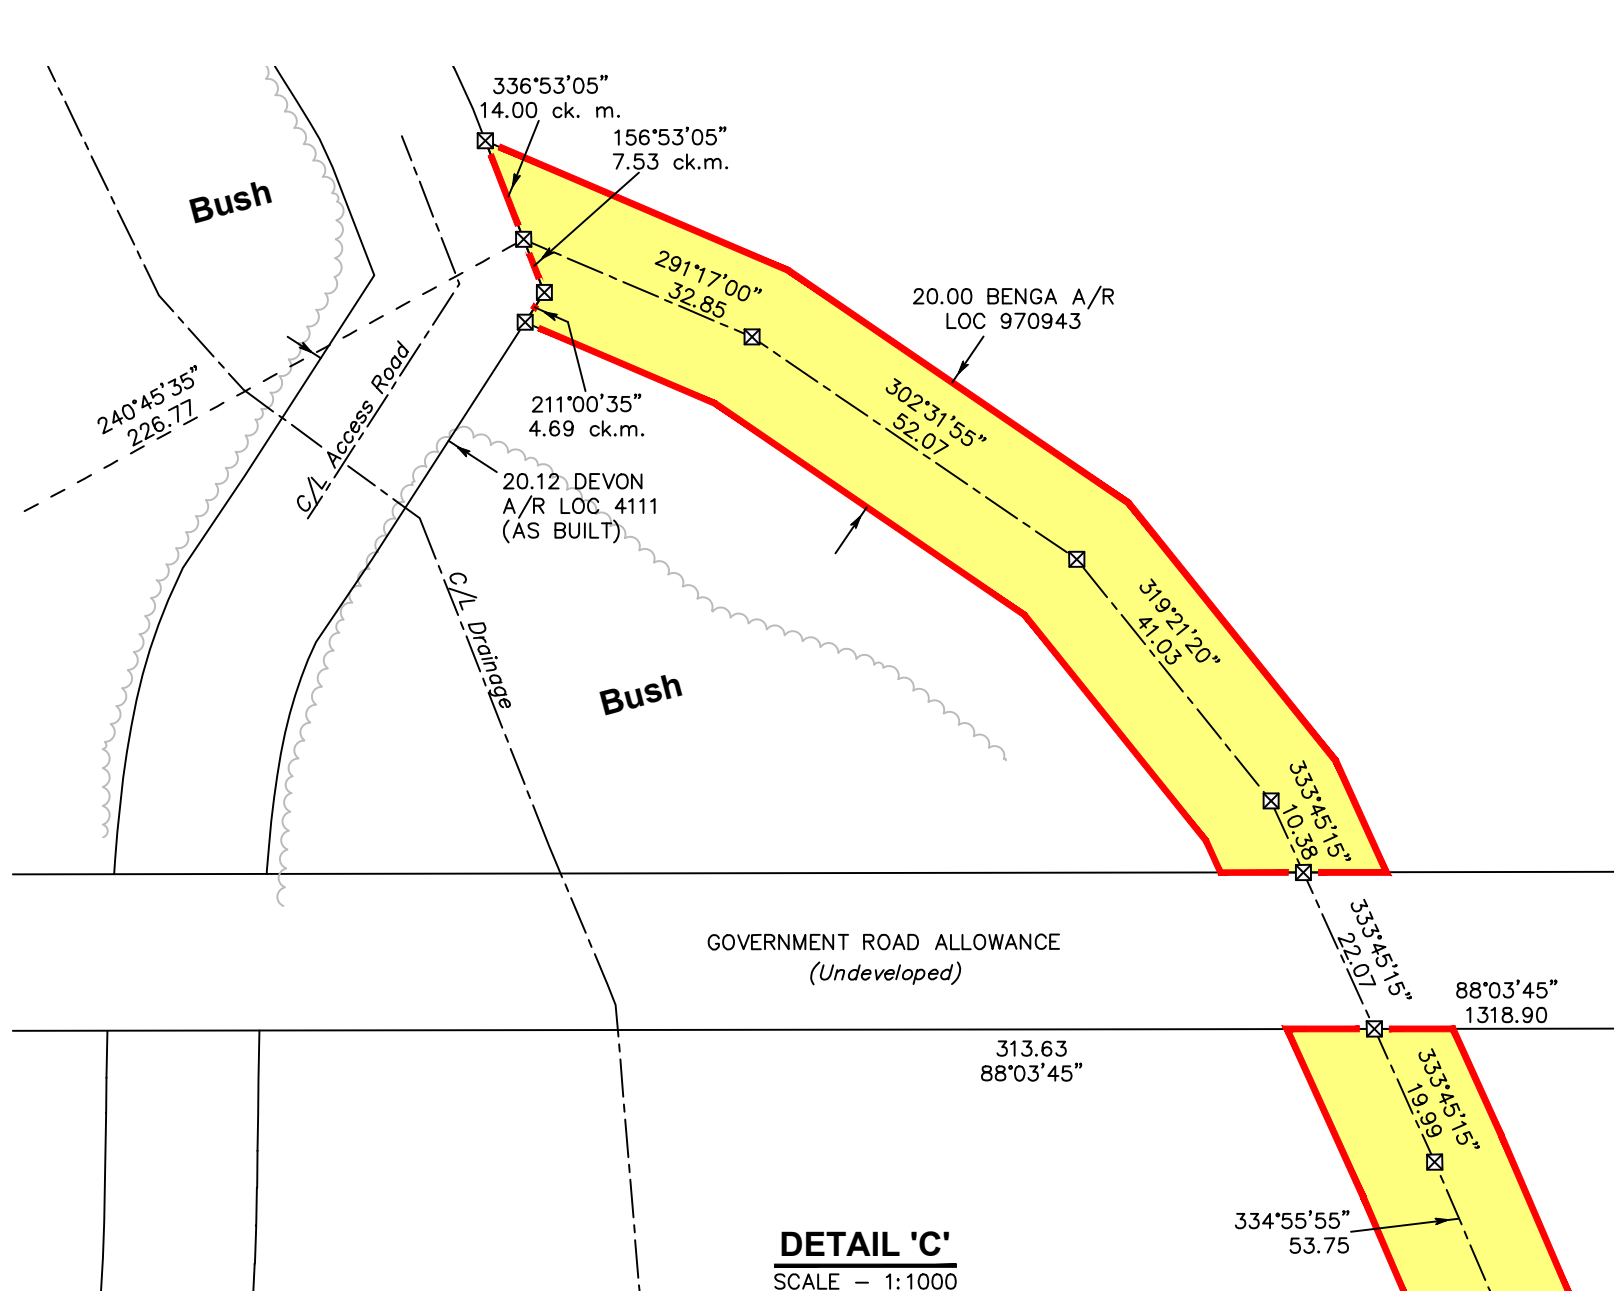 336°53'05"
14.00 ck. m.
156°53'05"
7.53 ck.m.
Bush
291°17'00"
32.85
20.00 BENGA A/R
LOC 970943
240°45'35"
226.77
C/L Access Road
211°00'35"
4.69 ck.m.
302°31'55"
52.07
20.12 DEVON
A/R LOC 4111
(AS BUILT)
C/L Drainage
319°21'20"
41.03
Bush
333°45'15"
10.38
GOVERNMENT ROAD ALLOWANCE
(Undeveloped)
333°45'15"
22.07
88°03'45"
1318.90
313.63
88°03'45"
333°45'15"
19.99
334°55'55"
53.75
DETAIL 'C'
SCALE - 1:1000